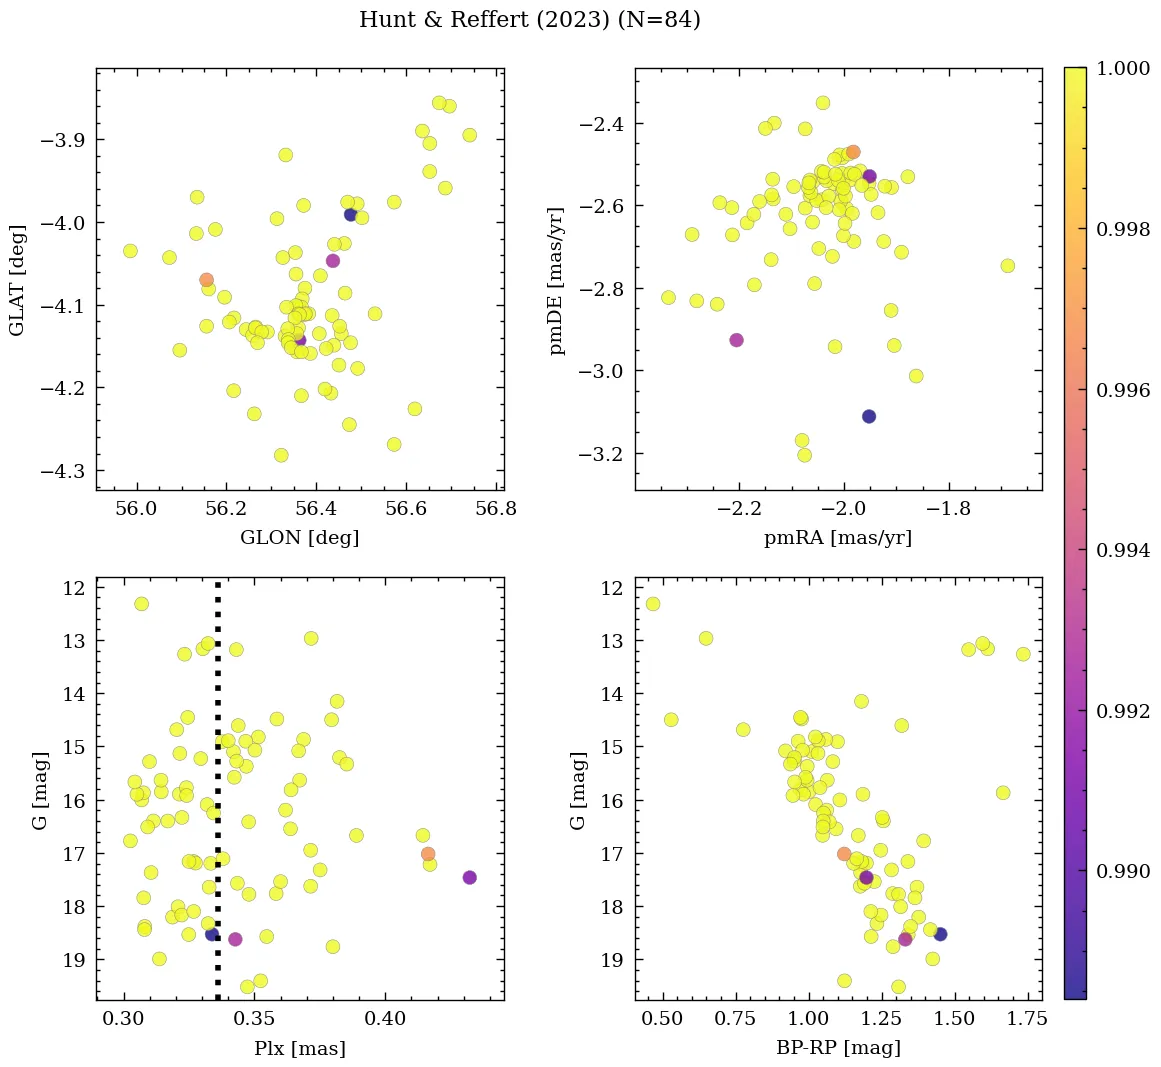 Hunt & Reffert (2023) (N=84)
−3.9
−4.0
−4.1
−4.2
−4.3
GLAT [deg]
56.0 56.2 56.4 56.6 56.8
GLON [deg]
−2.4
−2.6
−2.8
−3.0
−3.2
pmDE [mas/yr]
−2.2 −2.0 −1.8
pmRA [mas/yr]
12
13
14
15
16
17
18
19
G [mag]
0.30 0.35 0.40
Plx [mas]
12
13
14
15
16
17
18
19
G [mag]
0.50 0.75 1.00 1.25 1.50 1.75
BP-RP [mag]
1.000
0.998
0.996
0.994
0.992
0.990